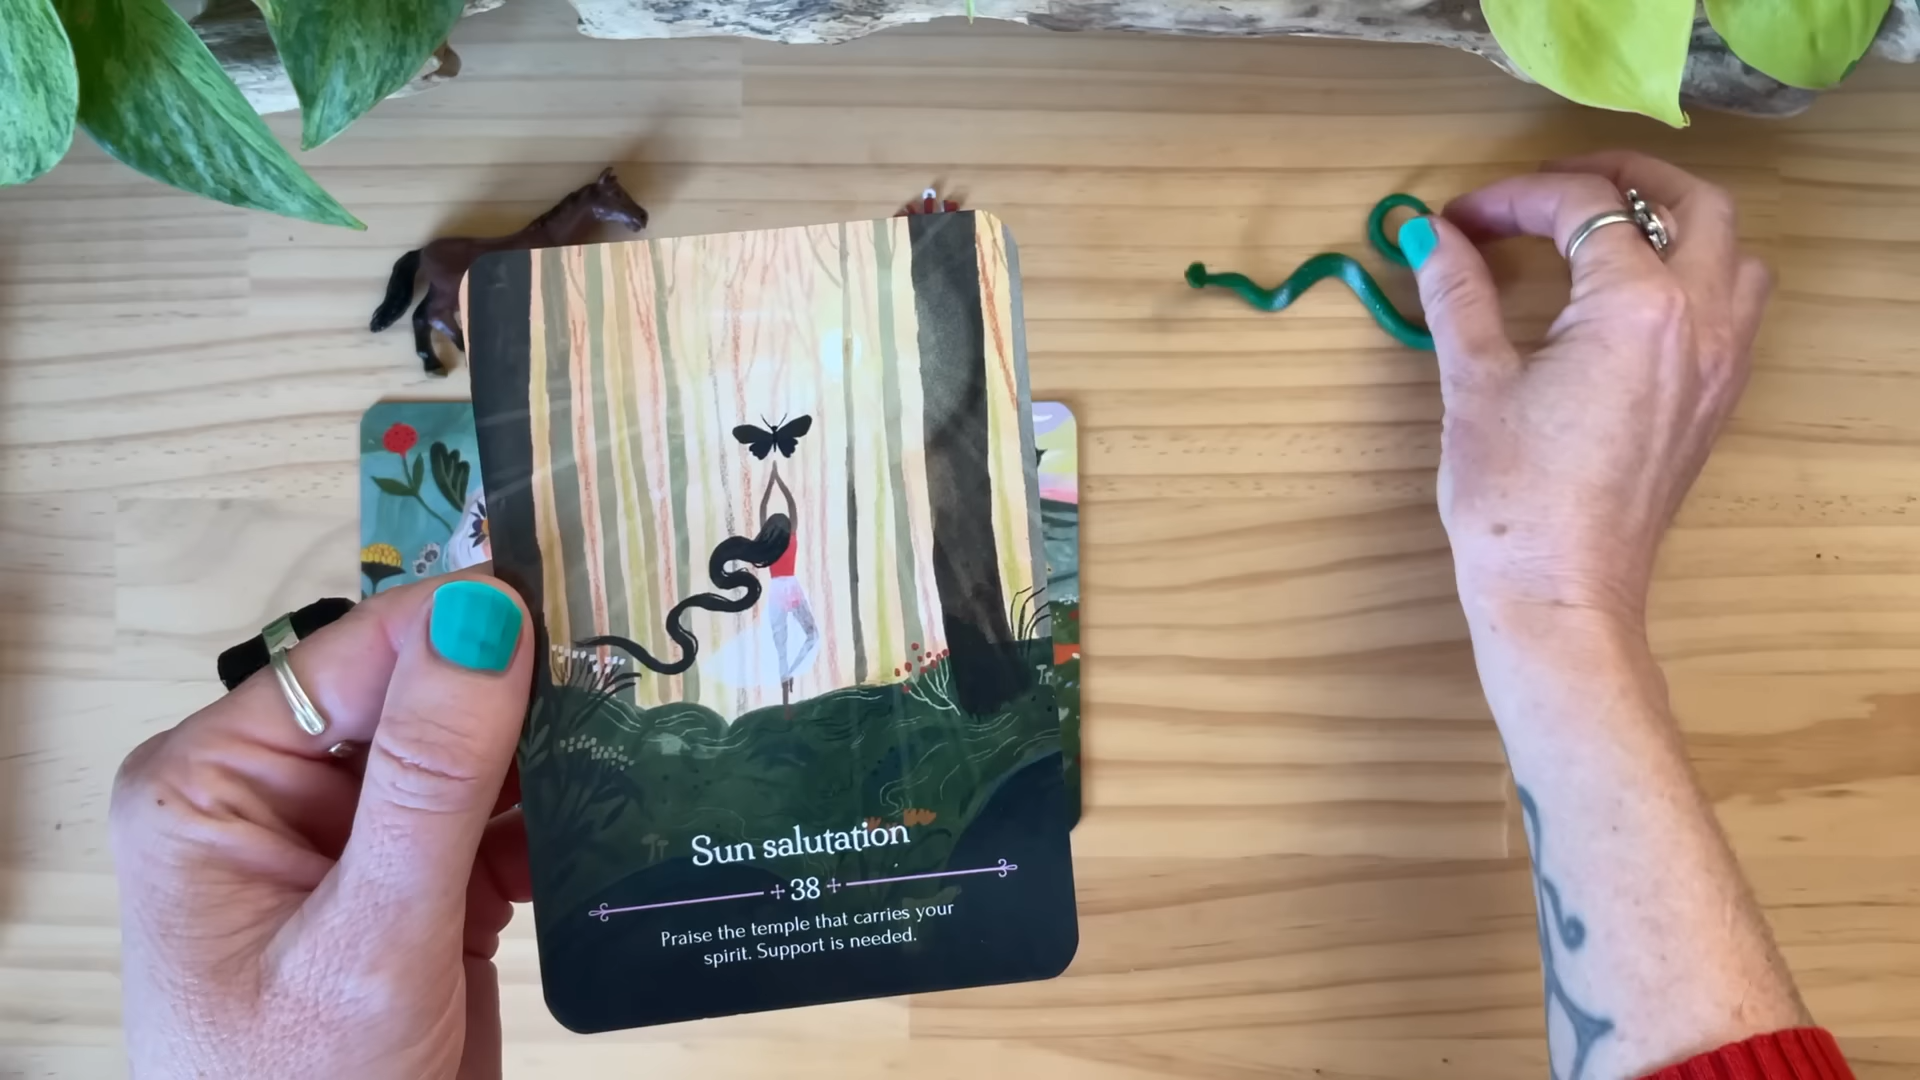 Sun salutation
38
Praise the temple that carries your
spirit. Support is needed.